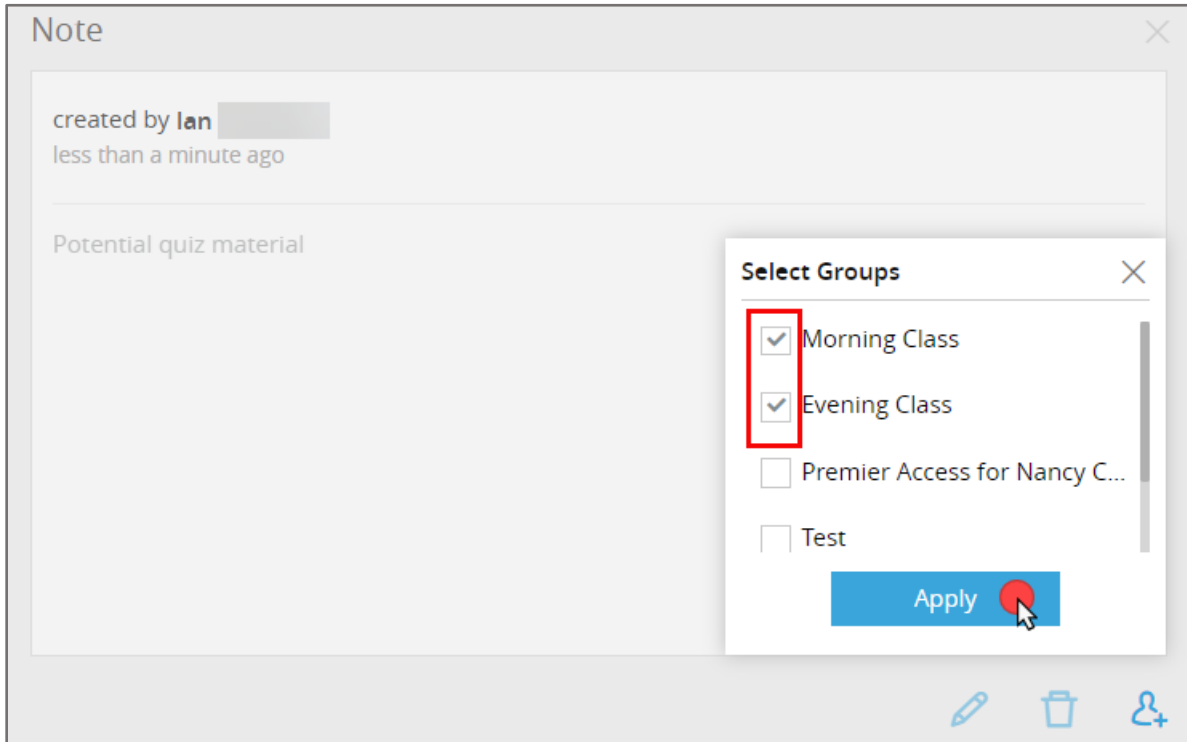 Note
created by Ian
less than a minute ago
Potential quiz material
Select Groups
Morning Class
Evening Class
Premier Access for Nancy C...
Test
Apply